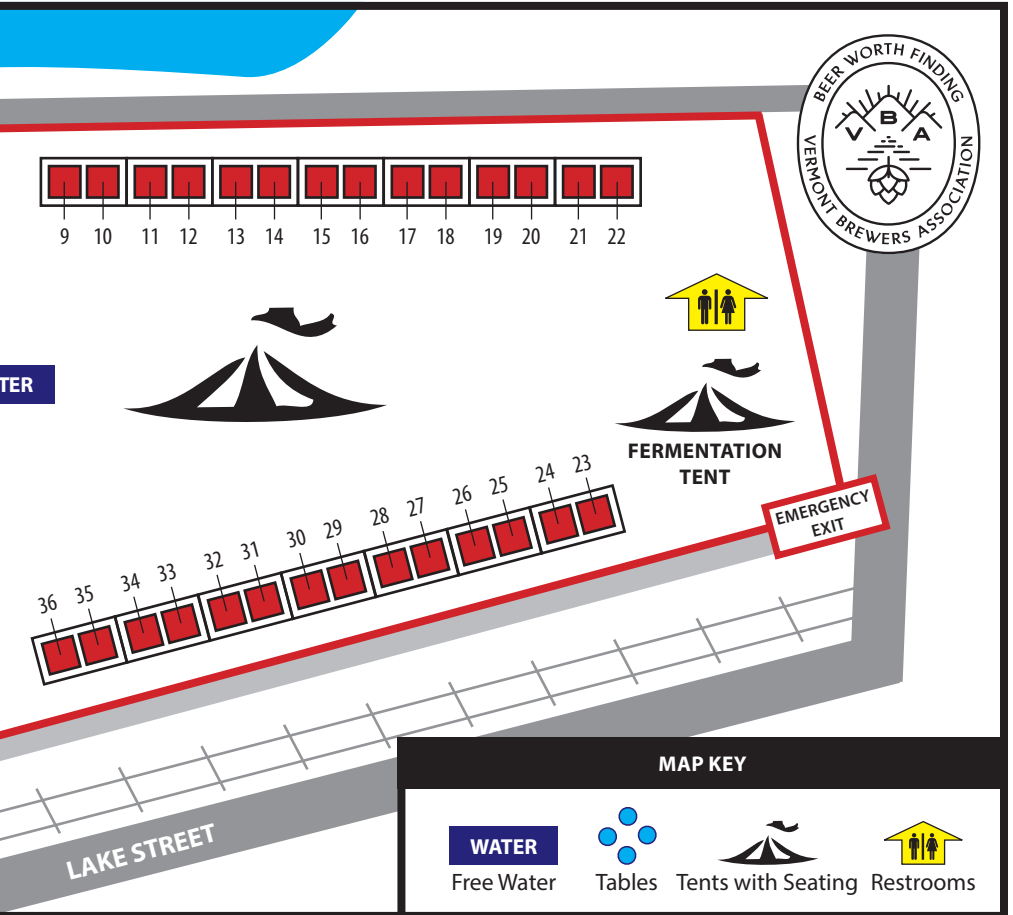 BEER WORTH FINDING
V B A
VERMONT BREWERS ASSOCIATION
9 10 11 12 13 14 15 16 17 18 19 20 21 22
TER
FERMENTATION
TENT
EMERGENCY
EXIT
36 35 34 33 32 31 30 29 28 27 26 25 24 23
LAKE STREET
MAP KEY
WATER
Free Water Tables Tents with Seating Restrooms